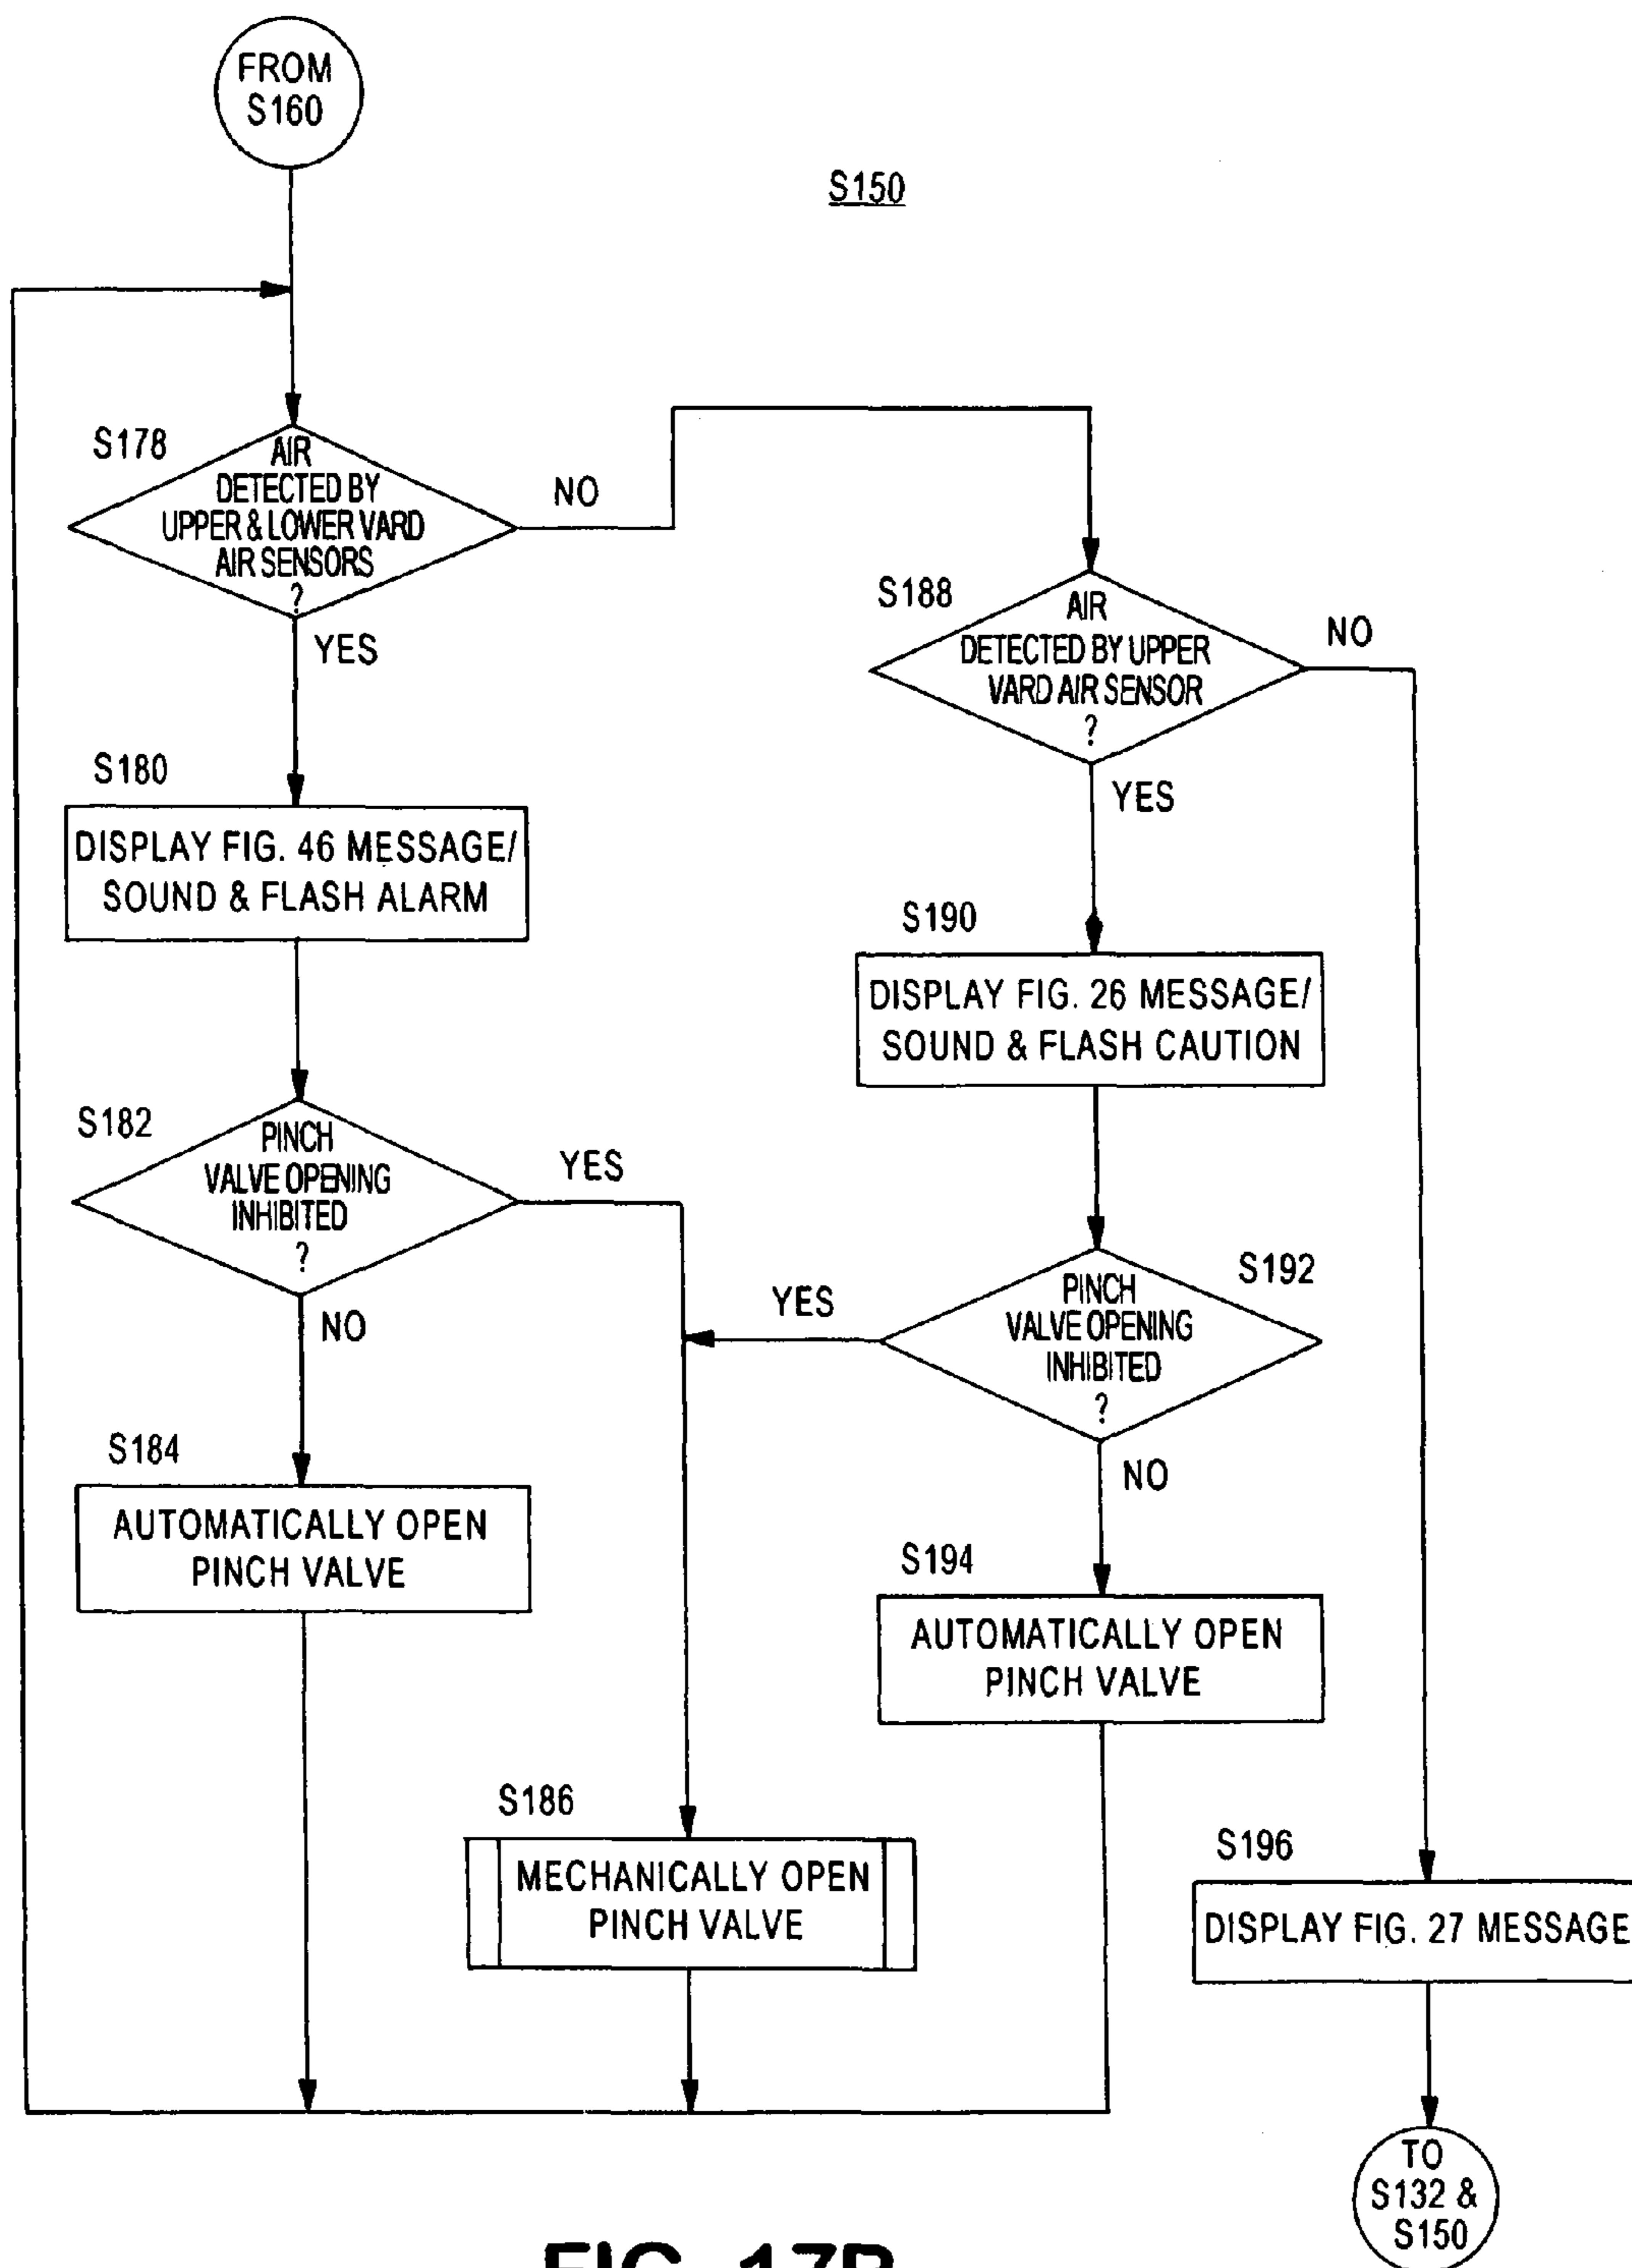 FROM
S160
S150
S178
AIR
DETECTED BY
UPPER & LOWER VARD
AIR SENSORS
?
NO
YES
S188
AIR
DETECTED BY UPPER
VARD AIR SENSOR
?
NO
YES
S180
DISPLAY FIG. 46 MESSAGE/
SOUND & FLASH ALARM
S190
DISPLAY FIG. 26 MESSAGE/
SOUND & FLASH CAUTION
S182
PINCH
VALVE OPENING
INHIBITED
?
YES
NO
S192
PINCH
VALVE OPENING
INHIBITED
?
YES
NO
S184
AUTOMATICALLY OPEN
PINCH VALVE
S194
AUTOMATICALLY OPEN
PINCH VALVE
S186
MECHANICALLY OPEN
PINCH VALVE
S196
DISPLAY FIG. 27 MESSAGE
TO
S132 &
S150
FIG. 17B